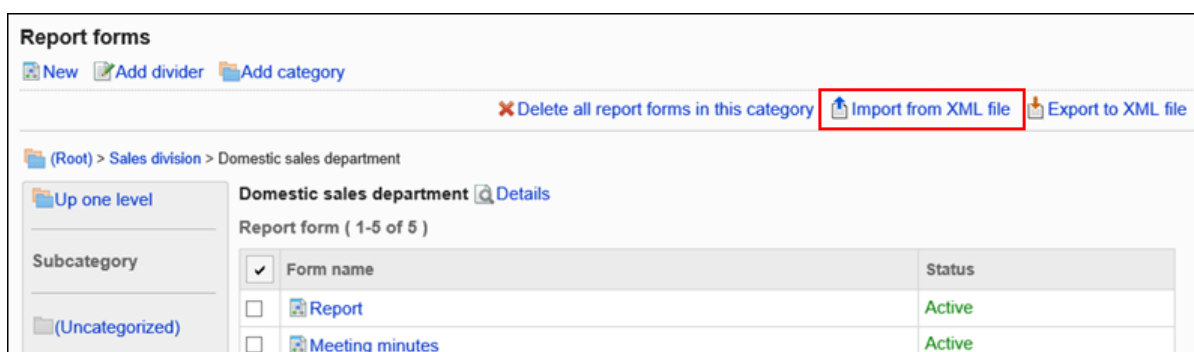 Report forms
New Add divider Add category
Delete all report forms in this category Import from XML file Export to XML file
(Root) > Sales division > Domestic sales department
Up one level
Domestic sales department Details
Report form ( 1-5 of 5 )
Subcategory
Form name Status
Report Active
(Uncategorized)
Meeting minutes Active